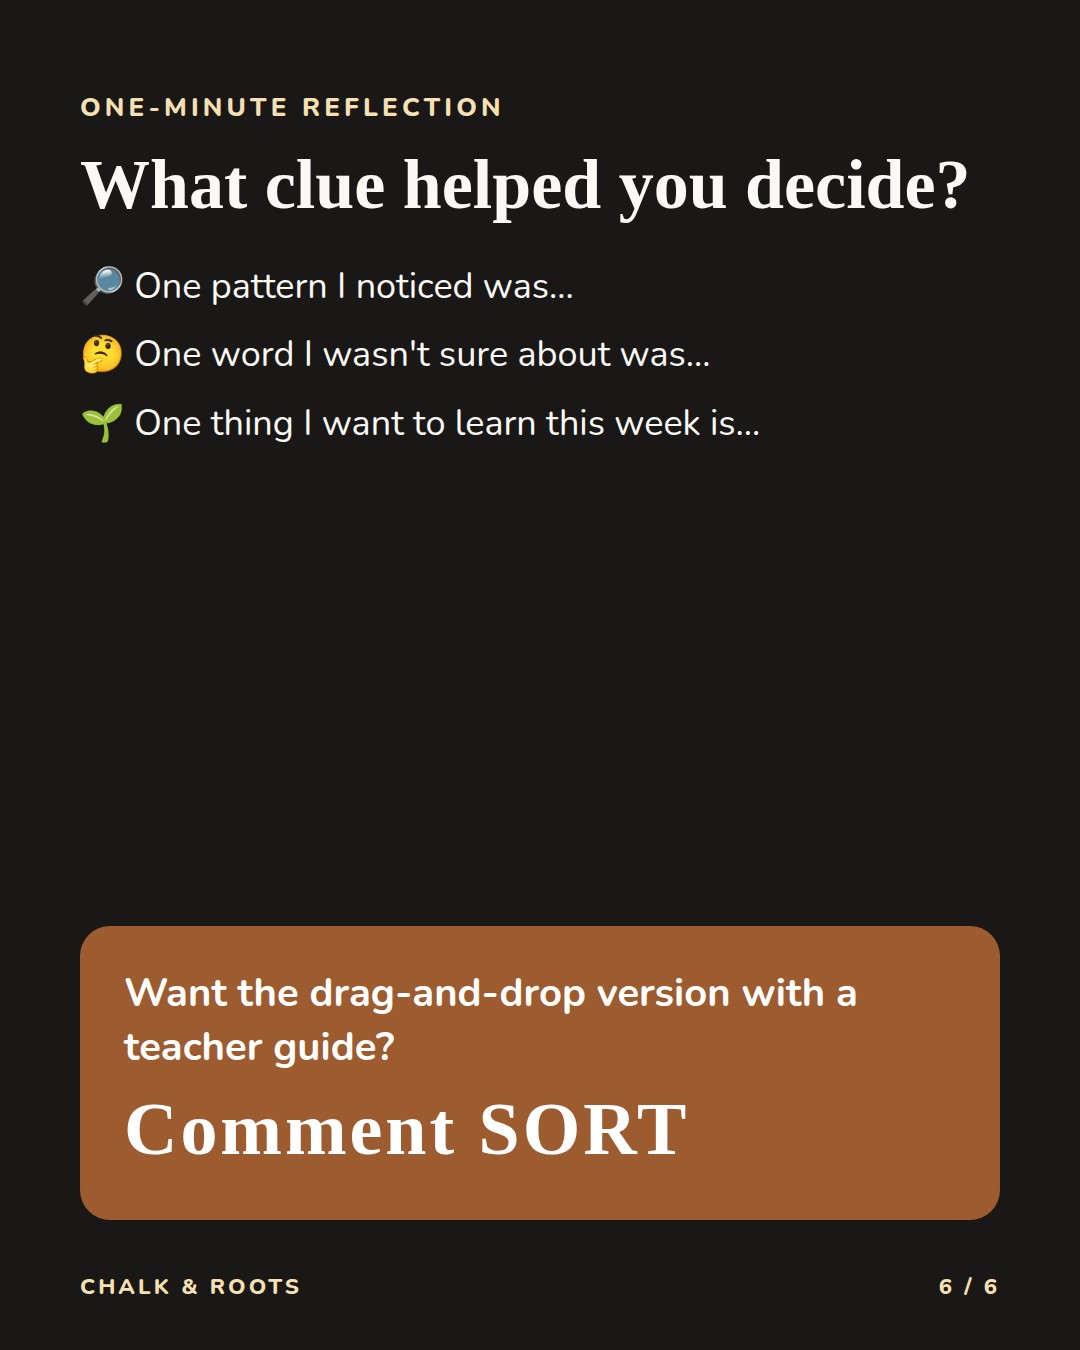 ONE-MINUTE REFLECTION
What clue helped you decide?
🔎 One pattern I noticed was...
🤔 One word I wasn't sure about was...
🌱 One thing I want to learn this week is...
Want the drag-and-drop version with a
teacher guide?
Comment SORT
CHALK & ROOTS
6 / 6